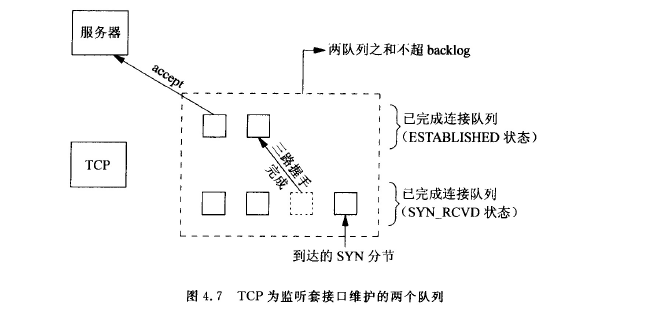 服务器
两队列之和不超 backlog
accept
已完成连接队列
(ESTABLISHED 状态)
TCP
三路握手
完成
已完成连接队列
(SYN_RCVD 状态)
到达的 SYN 分节
图 4.7 TCP 为监听套接口维护的两个队列